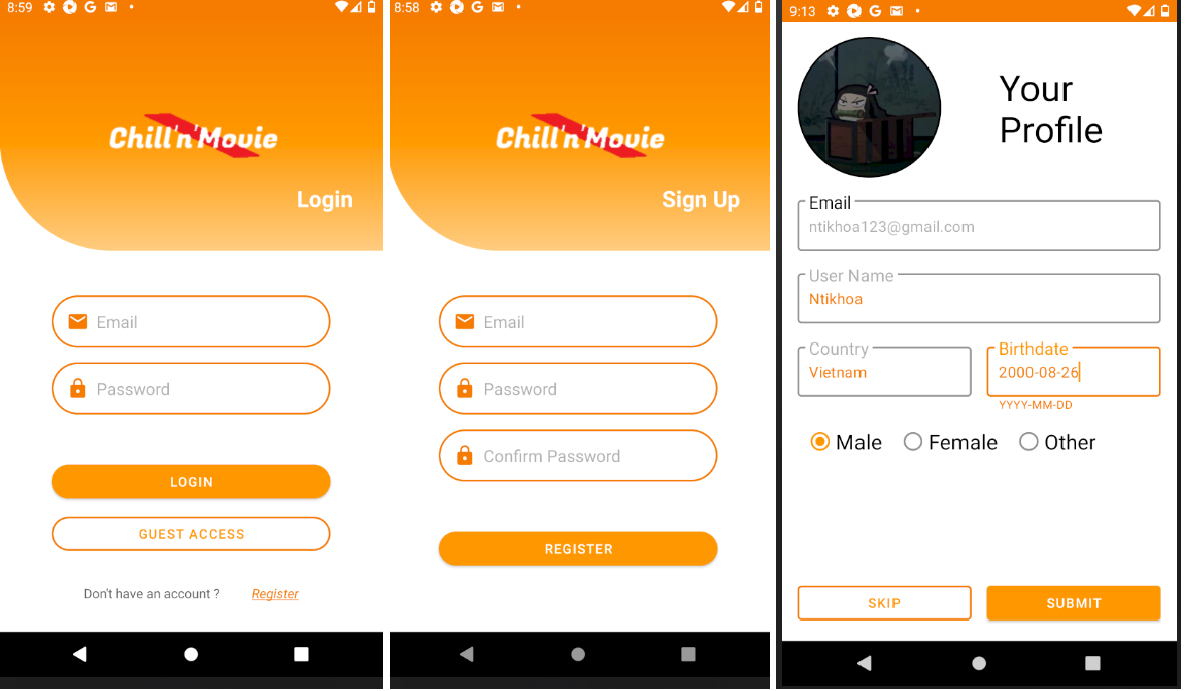 8:59
Chill'n'Movie
Login
Email
Password
LOGIN
GUEST ACCESS
Don't have an account ?
Register
8:58
Chill'n'Movie
Sign Up
Email
Password
Confirm Password
REGISTER
9:13
Your
Profile
Email
ntikhoa123@gmail.com
User Name
Ntikhoa
Country
Vietnam
Birthdate
2000-08-26
YYYY-MM-DD
Male
Female
Other
SKIP
SUBMIT